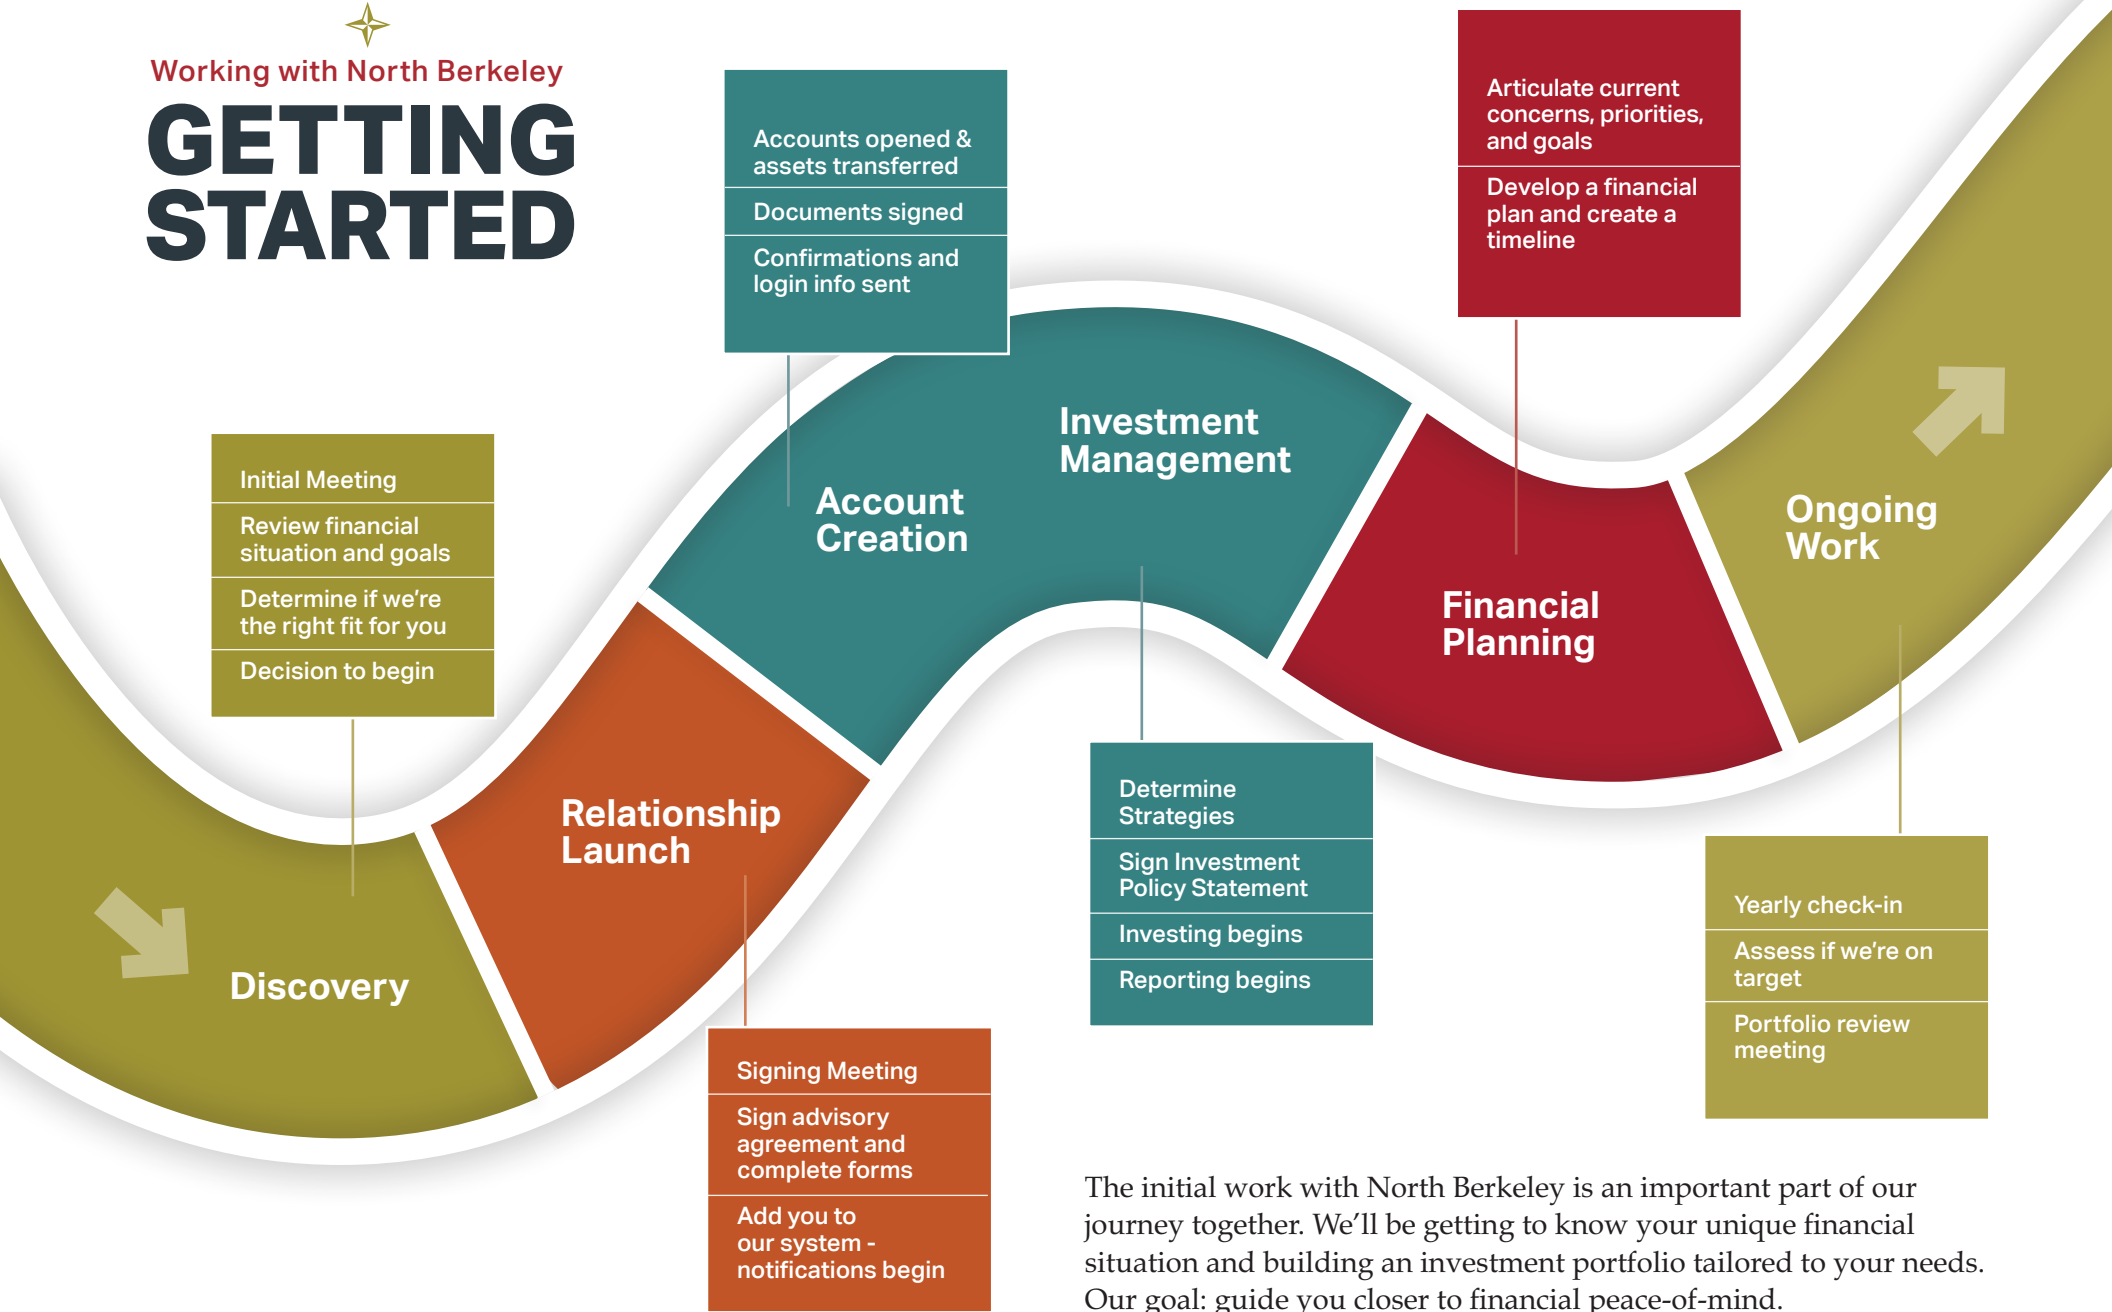 Working with North Berkeley
GETTING
STARTED
Initial Meeting
Review financial
situation and goals
Determine if we're
the right fit for you
Decision to begin
Discovery
Relationship
Launch
Signing Meeting
Sign advisory
agreement and
complete forms
Add you to
our system -
notifications begin
Accounts opened &
assets transferred
Documents signed
Confirmations and
login info sent
Account
Creation
Investment
Management
Determine
Strategies
Sign Investment
Policy Statement
Investing begins
Reporting begins
Articulate current
concerns, priorities,
and goals
Develop a financial
plan and create a
timeline
Financial
Planning
Ongoing
Work
Yearly check-in
Assess if we're on
target
Portfolio review
meeting
The initial work with North Berkeley is an important part of our
journey together. We'll be getting to know your unique financial
situation and building an investment portfolio tailored to your needs.
Our goal: guide you closer to financial peace-of-mind.